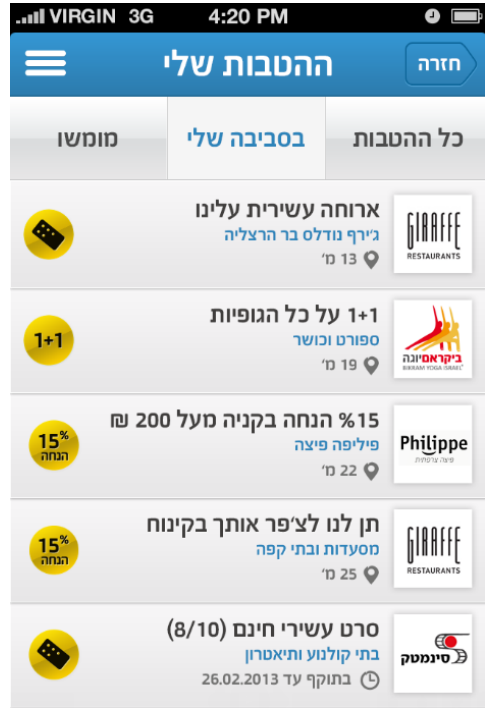 VIRGIN 3G 4:20 PM
חזרה
ההטבות שלי
כל ההטבות
בסביבה שלי
מומשו
GIRAFFE
RESTAURANTS
ארוחה עשירית עלינו
ג'ירף נודלס בר הרצליה
13 מ'
ביקראםיוגה
BIKRAM YOGA ISRAEL
1+1 על כל הגופיות
ספורט וכושר
19 מ'
1+1
Philippe
פיצה צרפתית
15% הנחה בקניה מעל 200 ₪
פיליפה פיצה
22 מ'
15%
הנחה
GIRAFFE
RESTAURANTS
תן לנו לצ'פר אותך בקינוח
מסעדות ובתי קפה
25 מ'
15%
הנחה
סינמטק
סרט עשירי חינם (8/10)
בתי קולנוע ותיאטרון
בתוקף עד 26.02.2013